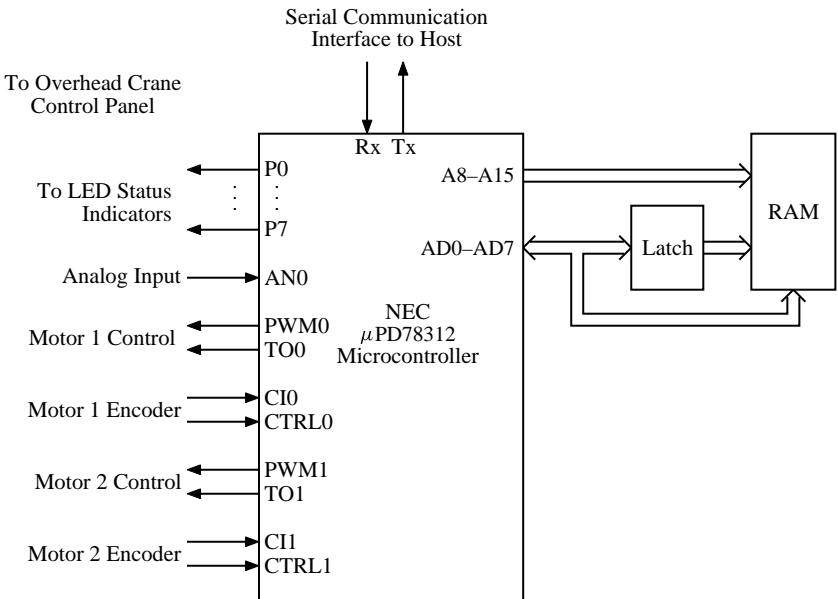 Serial Communication
Interface to Host
To Overhead Crane
Control Panel
Rx Tx
P0
To LED Status
Indicators
P7
Analog Input
AN0
Motor 1 Control
PWM0
TO0
Motor 1 Encoder
CI0
CTRL0
Motor 2 Control
PWM1
TO1
Motor 2 Encoder
CI1
CTRL1
NEC
μPD78312
Microcontroller
A8–A15
AD0–AD7
Latch
RAM